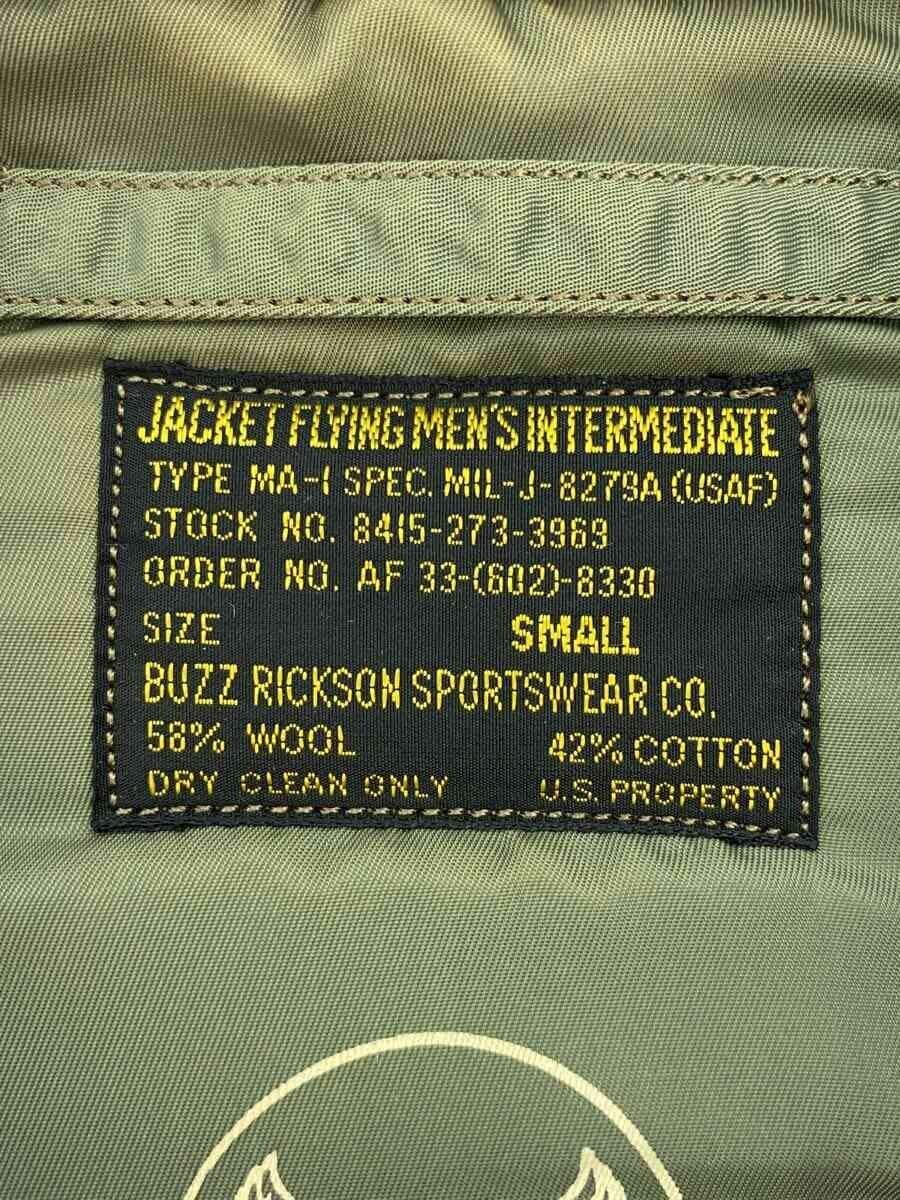 JACKET FLYING MEN'S INTERMEDIATE
TYPE MA-1 SPEC. MIL-J-8279A (USAF)
STOCK NO. 8415-273-3969
ORDER NO. AF 33-(602)-8330
SIZE SMALL
BUZZ RICKSON SPORTSWEAR CO.
58% WOOL 42% COTTON
DRY CLEAN ONLY U.S. PROPERTY